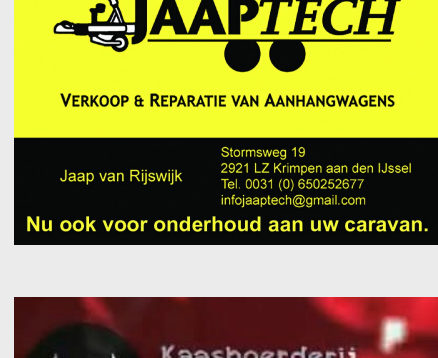 JAAPTECH
VERKOOP & REPARATIE VAN AANHANGWAGENS
Stormsweg 19
Jaap van Rijswijk
2921 LZ Krimpen aan den IJssel
Tel. 0031 (0) 650252677
infojaaptech@gmail.com
Nu ook voor onderhoud aan uw caravan.
Kaasboerderij